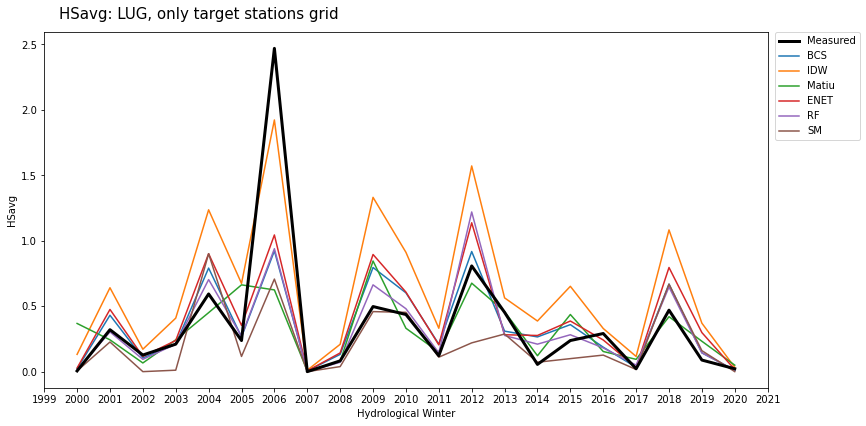 HSavg: LUG, only target stations grid
Measured
BCS
IDW
Matiu
ENET
RF
SM
HSavg
2.5
2.0
1.5
1.0
0.5
0.0
1999 2000 2001 2002 2003 2004 2005 2006 2007 2008 2009 2010 2011 2012 2013 2014 2015 2016 2017 2018 2019 2020 2021
Hydrological Winter